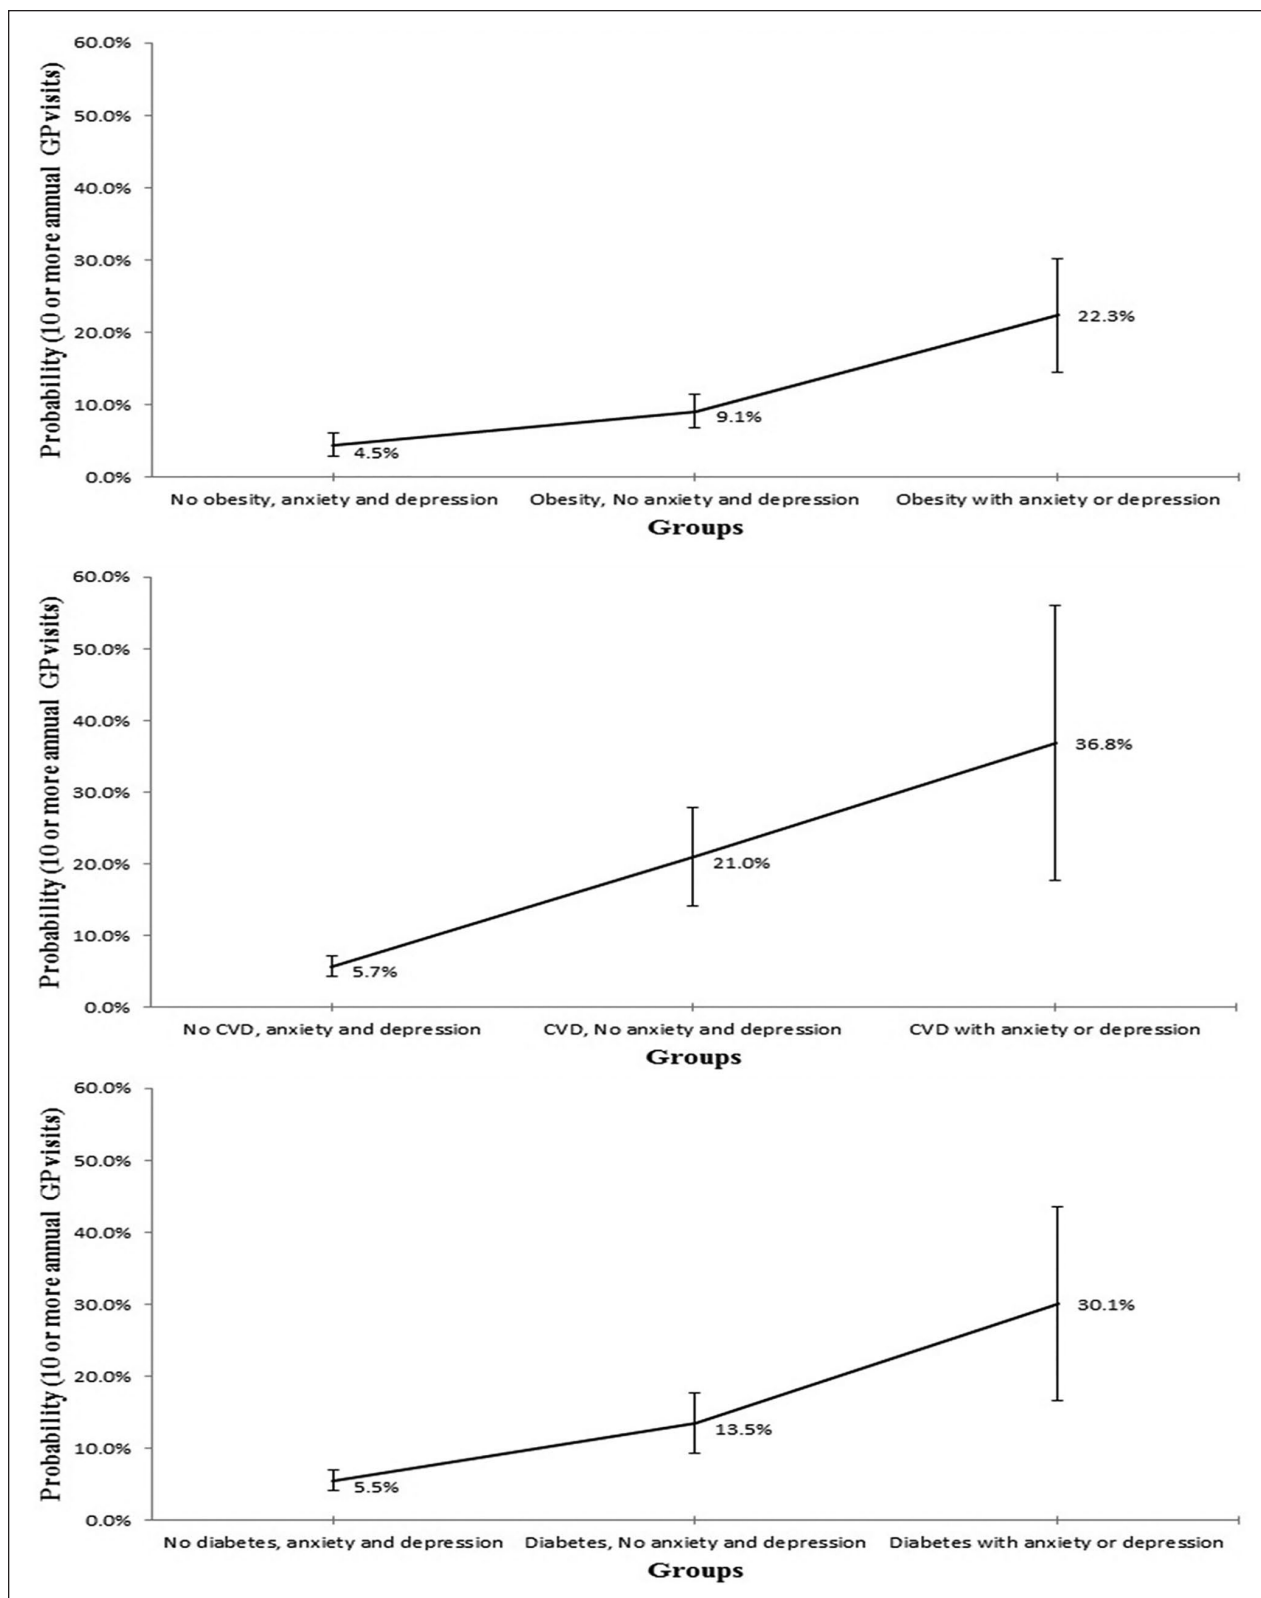 Probability (10 or more annual GP visits)
60.0%
50.0%
40.0%
30.0%
20.0%
10.0%
0.0%
4.5%
9.1%
22.3%
No obesity, anxiety and depression
Obesity, No anxiety and depression
Obesity with anxiety or depression
Groups
Probability (10 or more annual GP visits)
60.0%
50.0%
40.0%
30.0%
20.0%
10.0%
0.0%
5.7%
21.0%
36.8%
No CVD, anxiety and depression
CVD, No anxiety and depression
CVD with anxiety or depression
Groups
Probability (10 or more annual GP visits)
60.0%
50.0%
40.0%
30.0%
20.0%
10.0%
0.0%
5.5%
13.5%
30.1%
No diabetes, anxiety and depression
Diabetes, No anxiety and depression
Diabetes with anxiety or depression
Groups